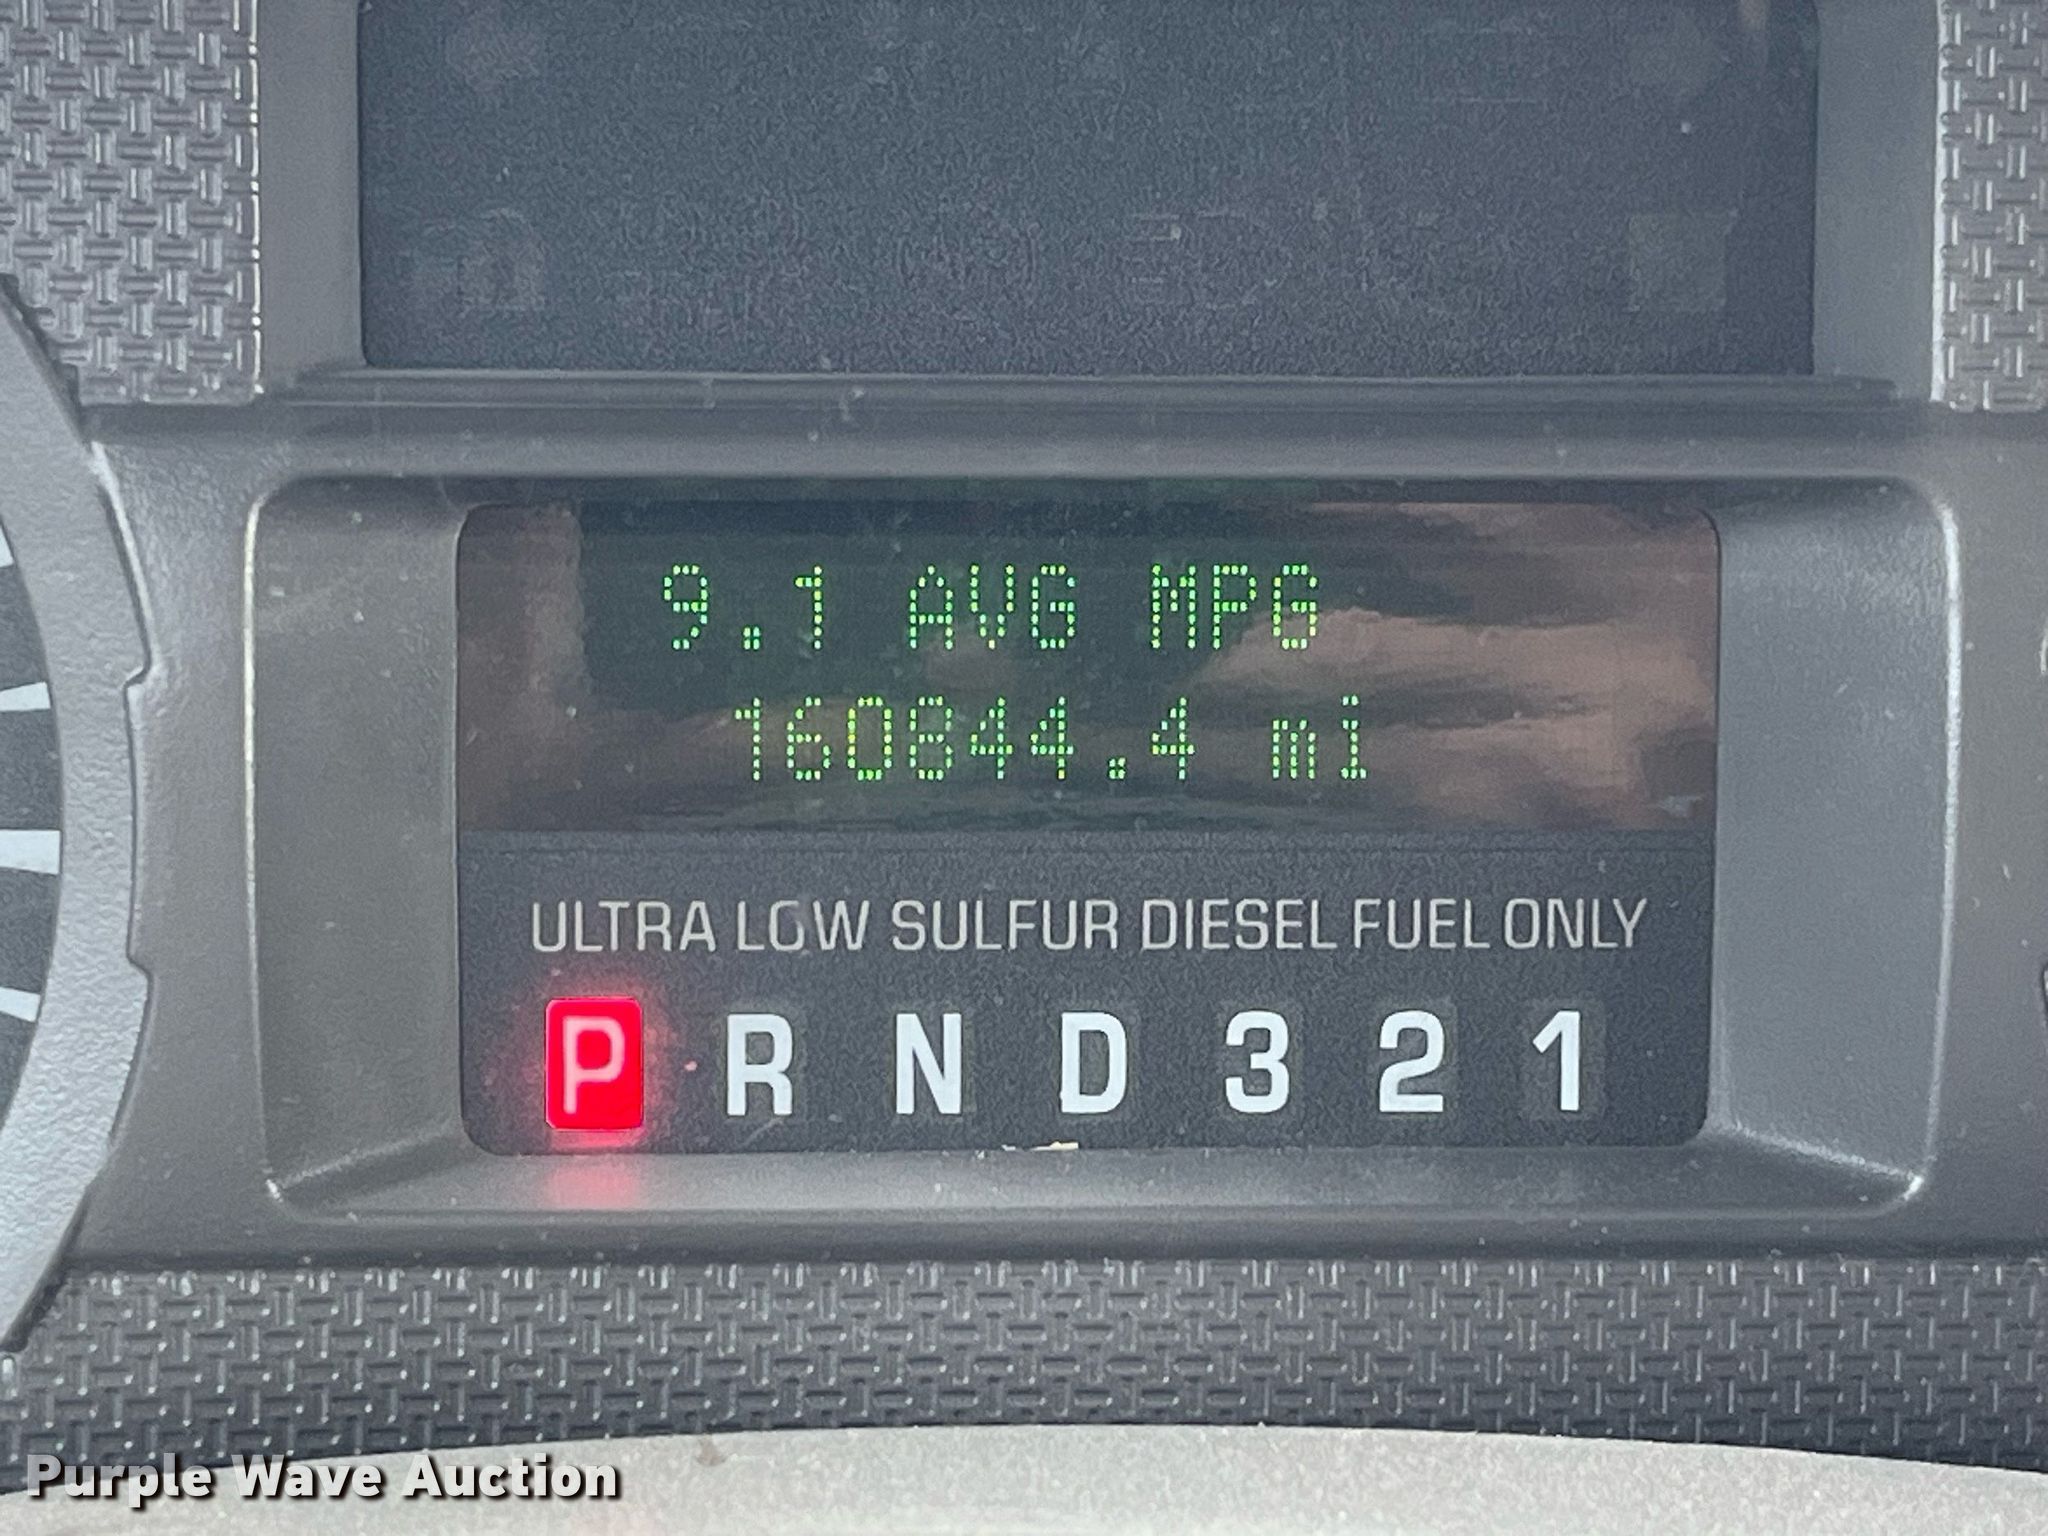 9.1 AVG MPG
160844.4 mi
ULTRA LOW SULFUR DIESEL FUEL ONLY
P R N D 3 2 1
Purple Wave Auction